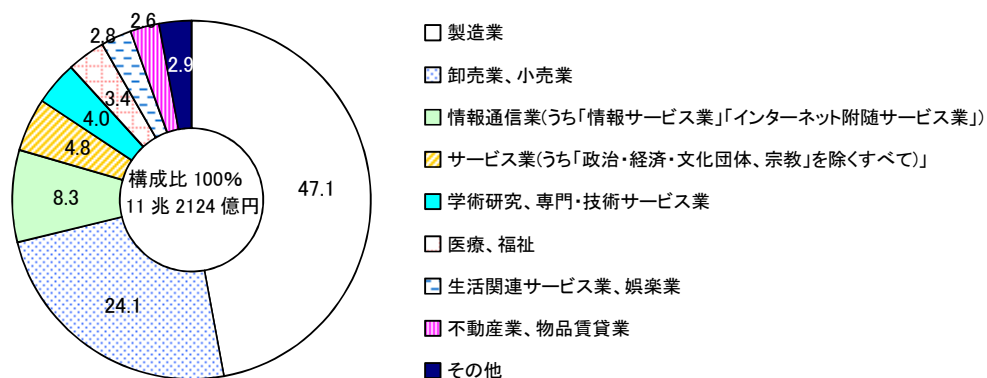 2.6
2.8
2.9
3.4
4.0
4.8
8.3
24.1
47.1
構成比 100%
11 兆 2124 億円
製造業
卸売業、小売業
情報通信業(うち「情報サービス業」「インターネット附随サービス業」)
サービス業(うち「政治・経済・文化団体、宗教」を除くすべて)」
学術研究、専門・技術サービス業
医療、福祉
生活関連サービス業、娯楽業
不動産業、物品賃貸業
その他